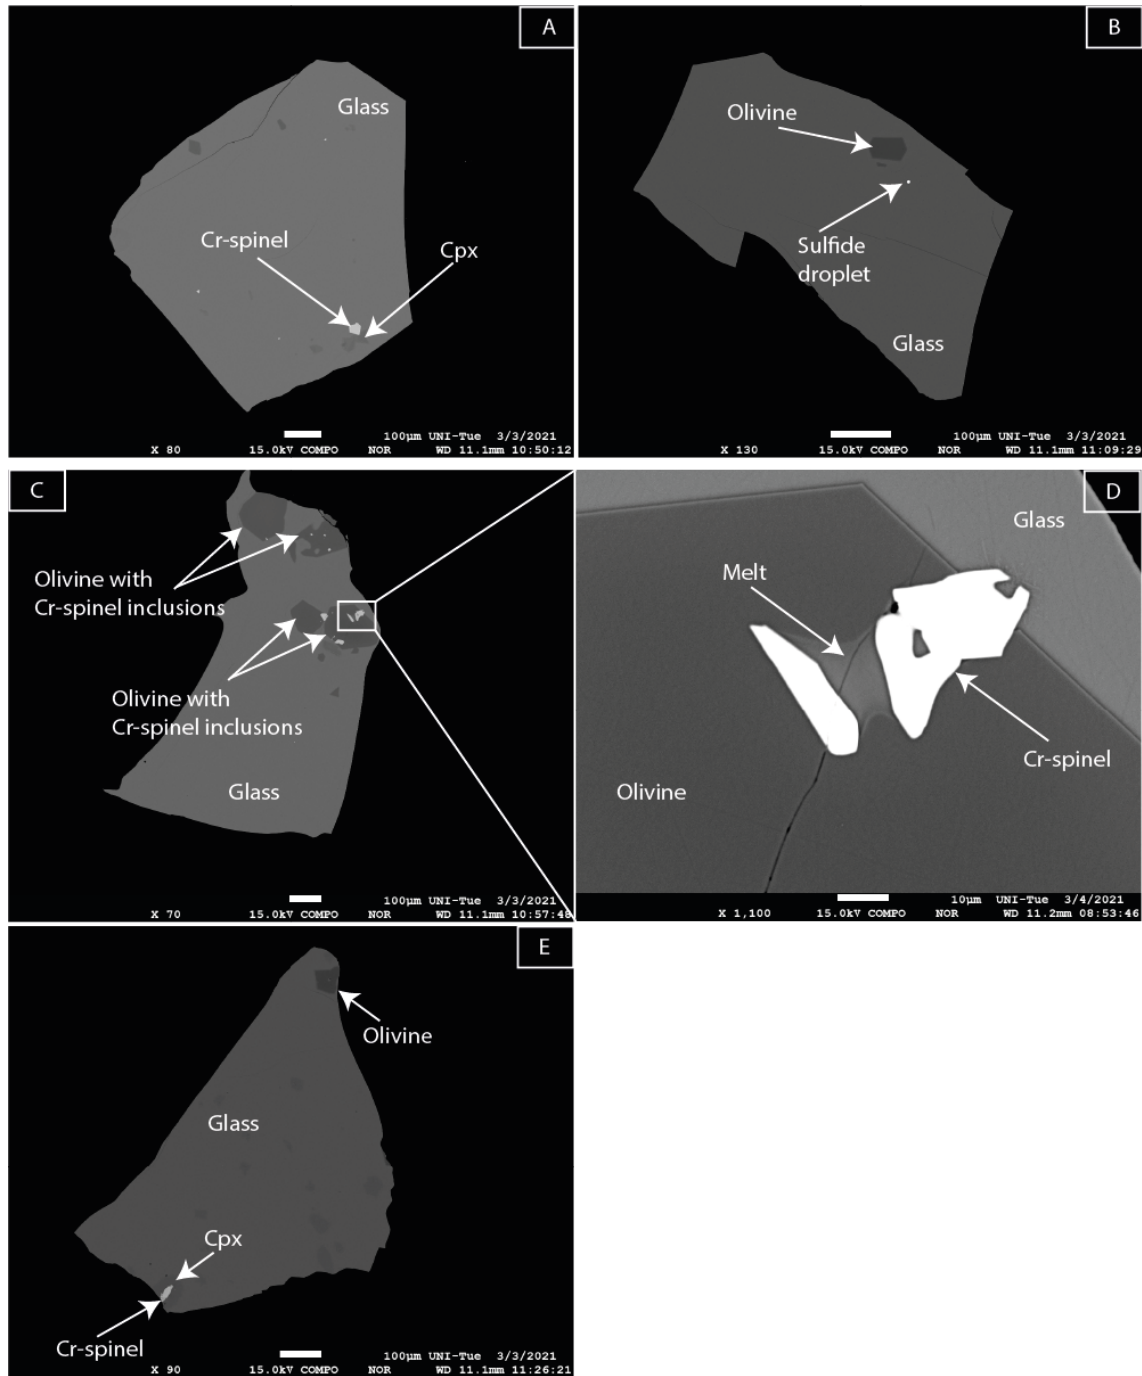 A
Glass
Cr-spinel
Cpx
100µm UNI-Tue 3/3/2021
X 80 15.0kV COMPO NOR WD 11.1mm 10:50:12
B
Olivine
Sulfide
droplet
Glass
100µm UNI-Tue 3/3/2021
X 130 15.0kV COMPO NOR WD 11.1mm 11:09:29
C
Olivine with
Cr-spinel inclusions
Olivine with
Cr-spinel inclusions
Glass
100µm UNI-Tue 3/3/2021
X 70 15.0kV COMPO NOR WD 11.1mm 10:57:48
D
Glass
Melt
Cr-spinel
Olivine
10µm UNI-Tue 3/4/2021
X 1,100 15.0kV COMPO NOR WD 11.2mm 08:53:46
E
Olivine
Glass
Cpx
Cr-spinel
100µm UNI-Tue 3/3/2021
X 90 15.0kV COMPO NOR WD 11.1mm 11:26:21